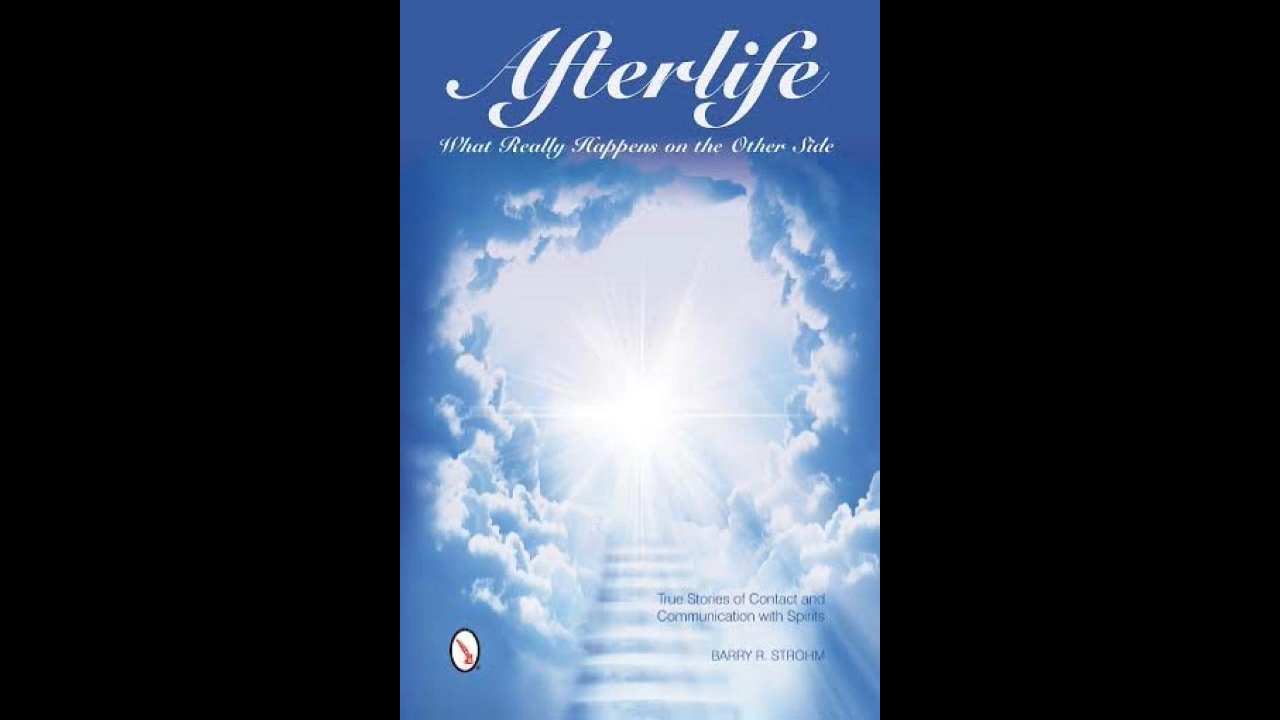 Afterlife
What Really Happens on the Other Side
True Stories of Contact and
Communication with Spirits
BARRY R. STROHM